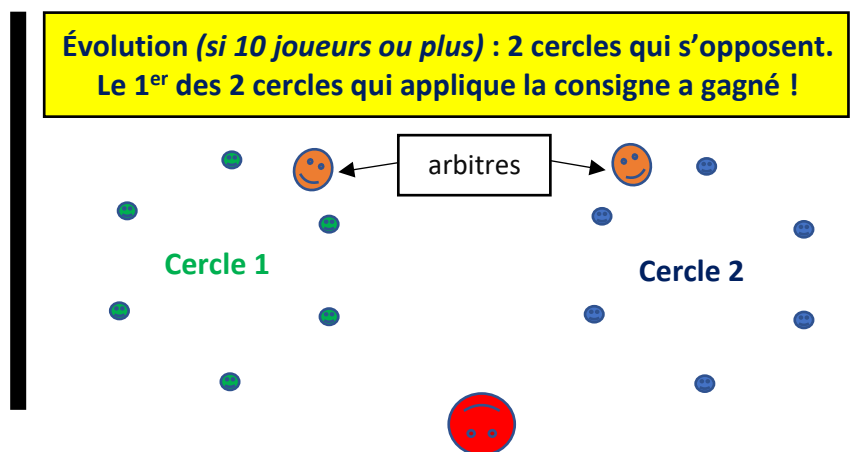 Évolution (si 10 joueurs ou plus) : 2 cercles qui s’opposent.
Le 1er des 2 cercles qui applique la consigne a gagné !
arbitres
Cercle 1
Cercle 2